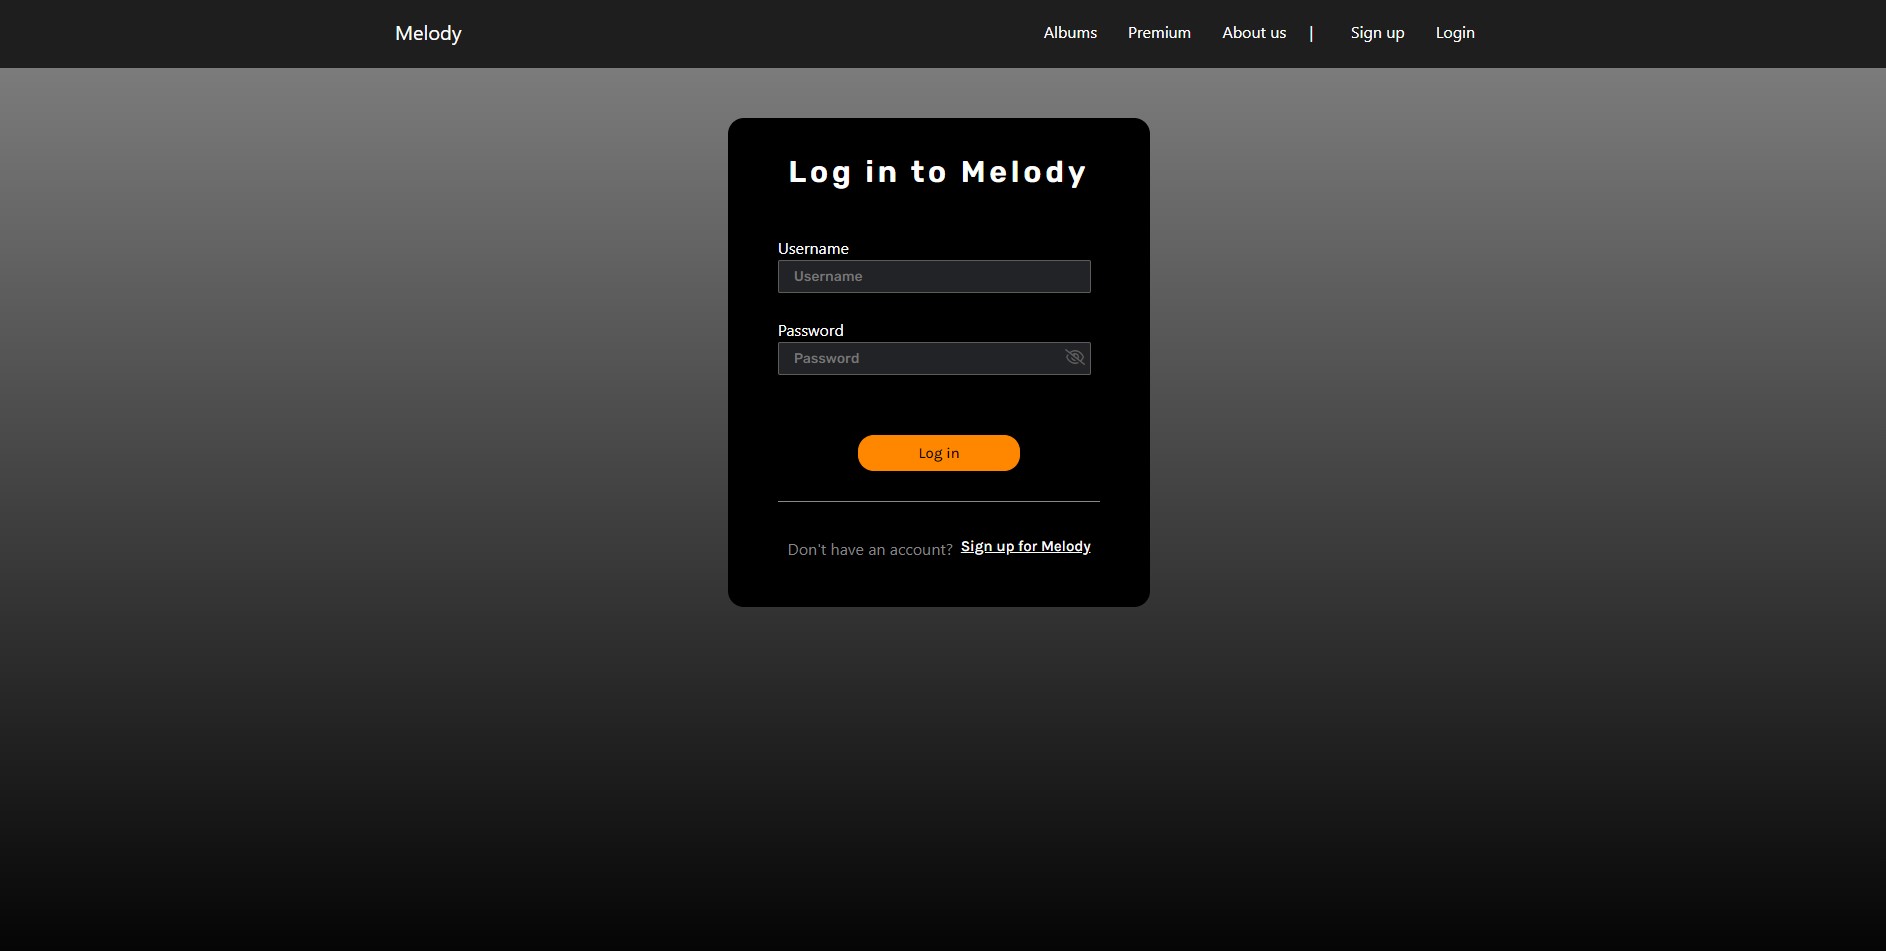 Melody Albums Premium About us | Sign up Login
Log in to Melody
Username
Username
Password
Password
Log in
Don't have an account? Sign up for Melody